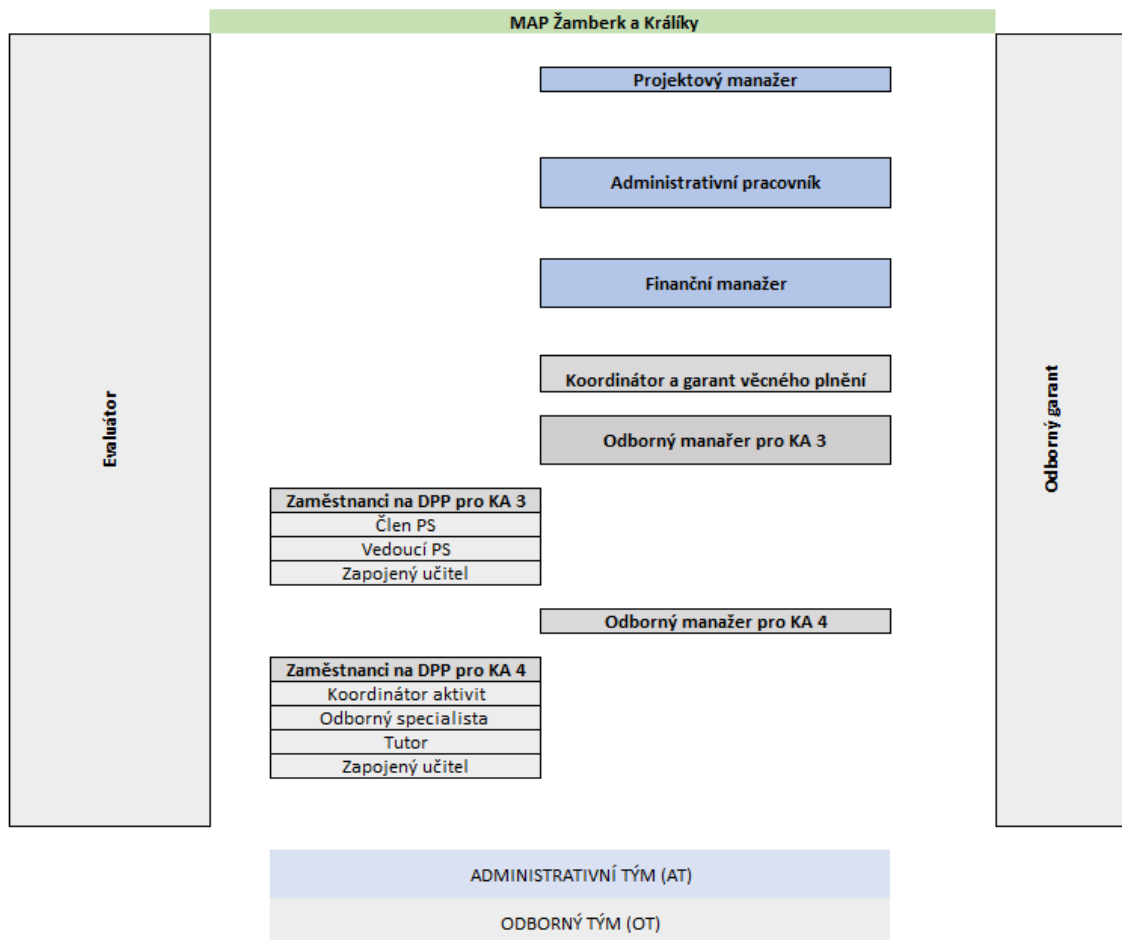 MAP Žamberk a Králíky
Projektový manažer
Administrativní pracovník
Finanční manažer
Evaluátor
Odborný garant
Koordinátor a garant věcného plnění
Odborný manařer pro KA 3
Zaměstnanci na DPP pro KA 3
Člen PS
Vedoucí PS
Zapojený učitel
Odborný manažer pro KA 4
Zaměstnanci na DPP pro KA 4
Koordinátor aktivit
Odborný specialista
Tutor
Zapojený učitel
ADMINISTRATIVNÍ TÝM (AT)
ODBORNÝ TÝM (OT)